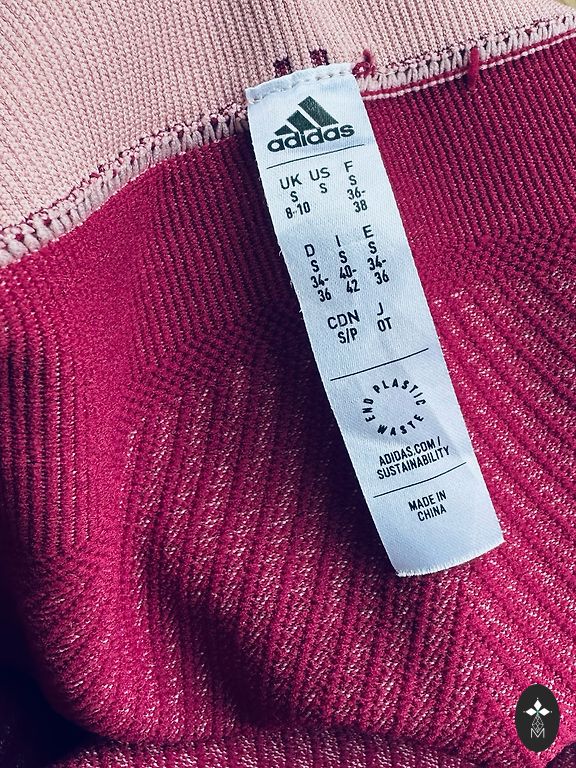 adidas
UK US F
S S S
8-10 36-
38
D I E
S S S
34- 40- 34-
36 42 36
CDN J
S/P OT
END PLASTIC WASTE
ADIDAS.COM/
SUSTAINABILITY
MADE IN
CHINA
M